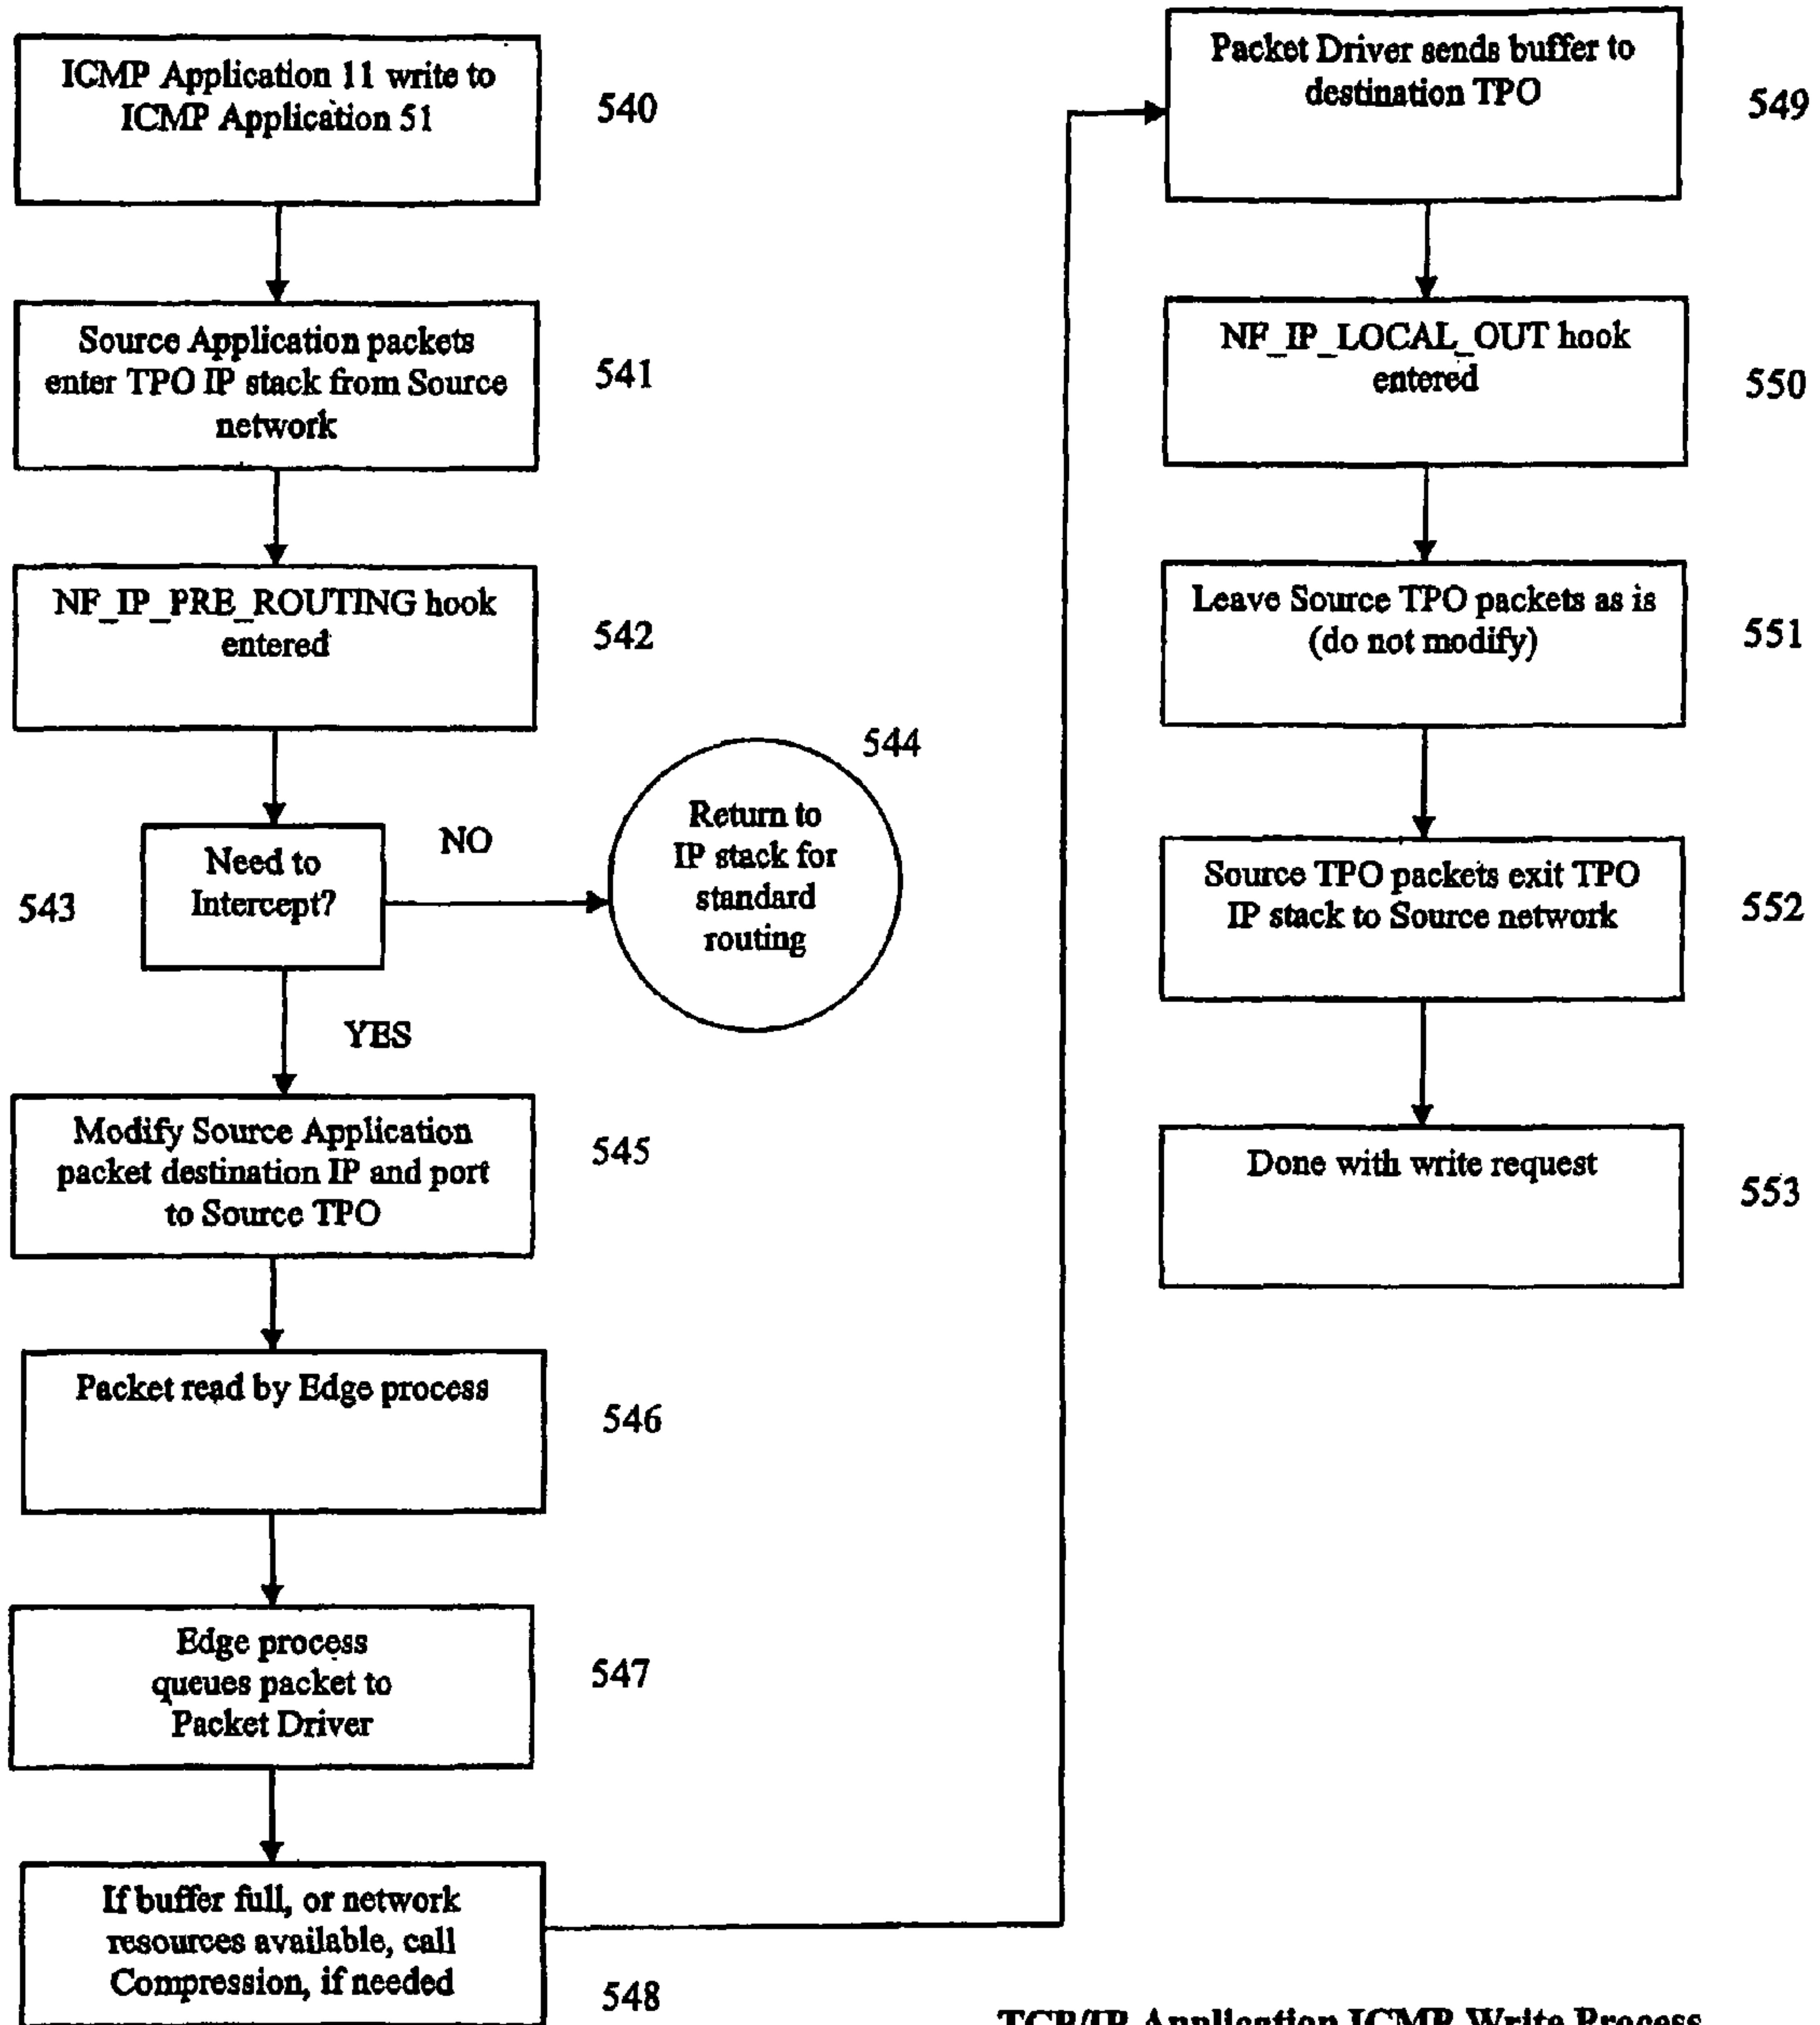 ICMP Application 11 write to
ICMP Application 51
540
Source Application packets
enter TPO IP stack from Source
network
541
NF_IP_PRE_ROUTING hook
entered
542
Need to
Intercept?
543
NO
544
Return to
IP stack for
standard
routing
YES
Modify Source Application
packet destination IP and port
to Source TPO
545
Packet read by Edge process
546
Edge process
queues packet to
Packet Driver
547
If buffer full, or network
resources available, call
Compression, if needed
548
Packet Driver sends buffer to
destination TPO
549
NF_IP_LOCAL_OUT hook
entered
550
Leave Source TPO packets as is
(do not modify)
551
Source TPO packets exit TPO
IP stack to Source network
552
Done with write request
553
TCP/IP Application ICMP Write Process